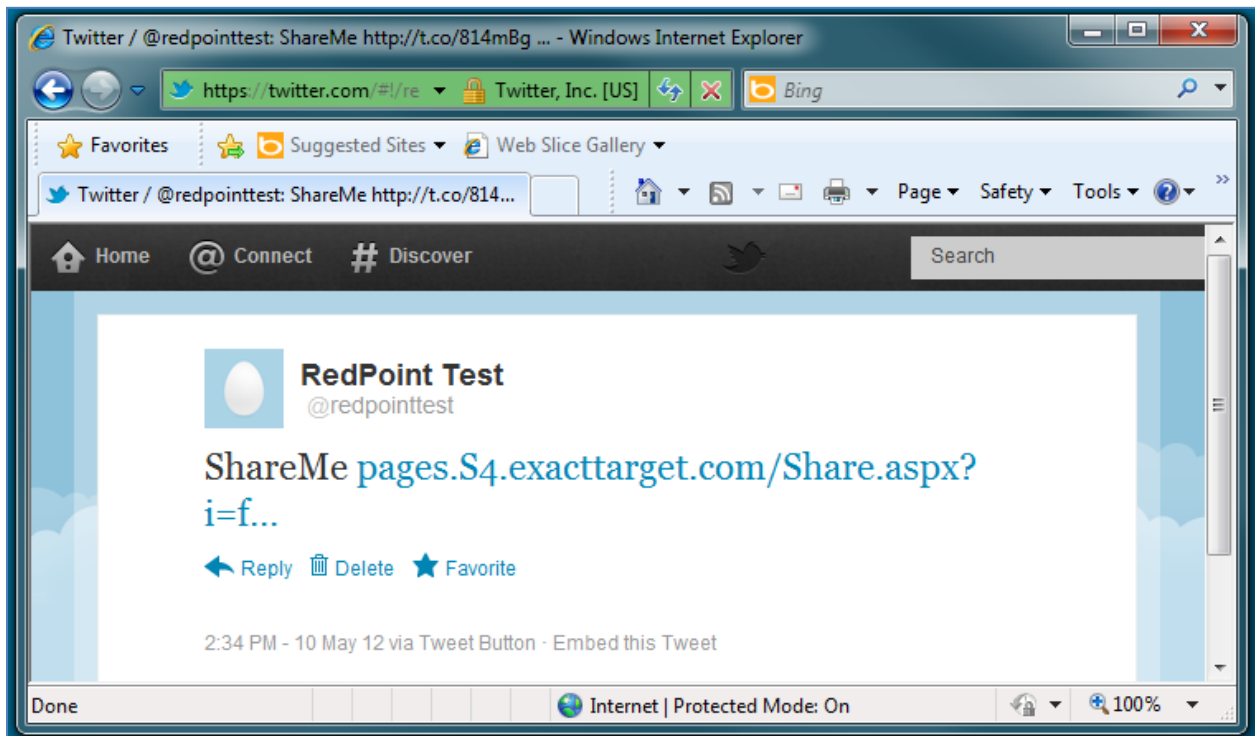 Twitter / @redpointtest: ShareMe http://t.co/814mBg ... - Windows Internet Explorer
https://twitter.com/#!/re Twitter, Inc. [US] Bing
Favorites Suggested Sites Web Slice Gallery
Twitter / @redpointtest: ShareMe http://t.co/814... Page Safety Tools
Home @ Connect # Discover Search
RedPoint Test
@redpointtest
ShareMe pages.S4.exacttarget.com/Share.aspx?
i=f...
Reply Delete Favorite
2:34 PM - 10 May 12 via Tweet Button · Embed this Tweet
Done Internet | Protected Mode: On 100%